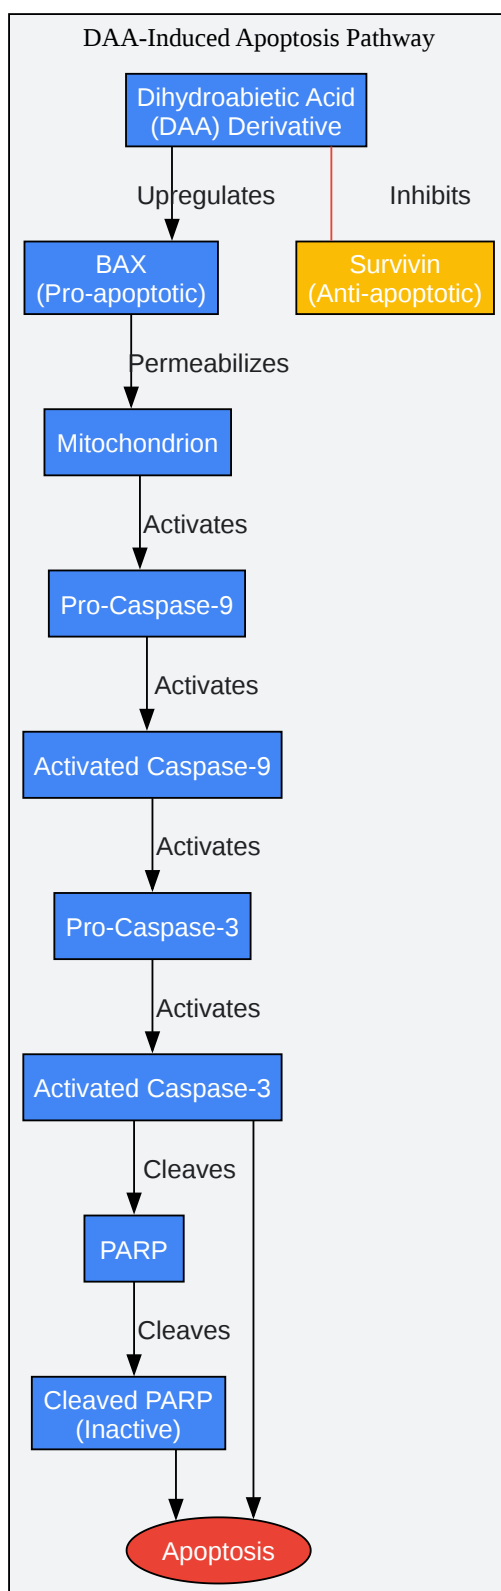 DAA-Induced Apoptosis Pathway
Dihydroabietic Acid
(DAA) Derivative
Upregulates
Inhibits
BAX
(Pro-apoptotic)
Survivin
(Anti-apoptotic)
Permeabilizes
Mitochondrion
Activates
Pro-Caspase-9
Activates
Activated Caspase-9
Activates
Pro-Caspase-3
Activates
Activated Caspase-3
Cleaves
PARP
Cleaves
Cleaved PARP
(Inactive)
Apoptosis